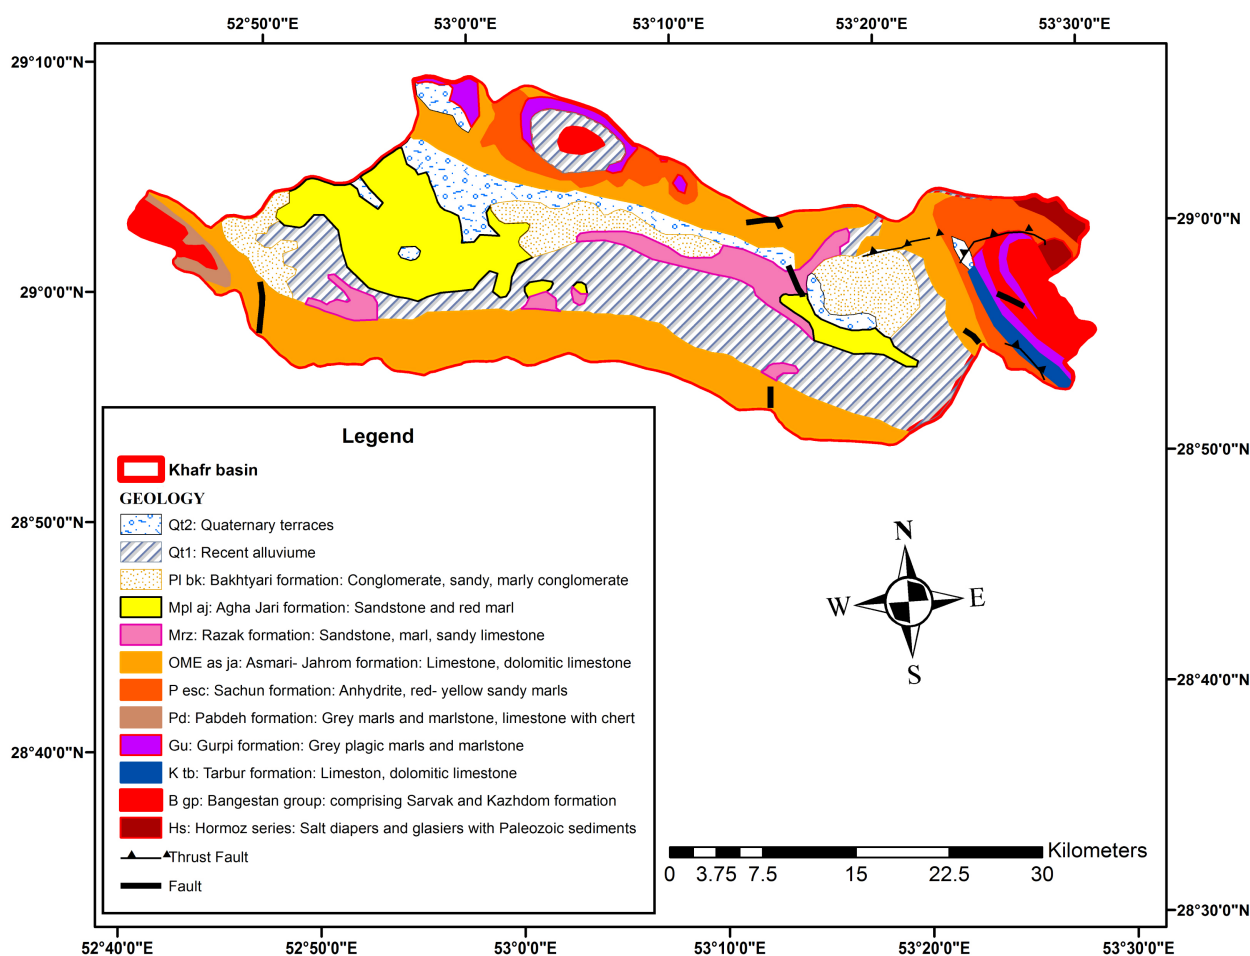 52°50'0"E 53°0'0"E 53°10'0"E 53°20'0"E 53°30'0"E
29°10'0"N
29°0'0"N
29°0'0"N
28°50'0"N
28°50'0"N
28°40'0"N
28°40'0"N
28°30'0"N
Legend
Khafr basin
GEOLOGY
Qt2: Quaternary terraces
Qt1: Recent alluviume
Pl bk: Bakhtyari formation: Conglomerate, sandy, marly conglomerate
Mpl aj: Agha Jari formation: Sandstone and red marl
Mrz: Razak formation: Sandstone, marl, sandy limestone
OME as ja: Asmari- Jahrom formation: Limestone, dolomitic limestone
P esc: Sachun formation: Anhydrite, red- yellow sandy marls
Pd: Pabdeh formation: Grey marls and marlstone, limestone with chert
Gu: Gurpi formation: Grey plagic marls and marlstone
K tb: Tarbur formation: Limeston, dolomitic limestone
B gp: Bangestan group: comprising Sarvak and Kazhdom formation
Hs: Hormoz series: Salt diapers and glasiers with Paleozoic sediments
Thrust Fault
Fault
N
W E
S
Kilometers
0 3.75 7.5 15 22.5 30
52°40'0"E 52°50'0"E 53°0'0"E 53°10'0"E 53°20'0"E 53°30'0"E